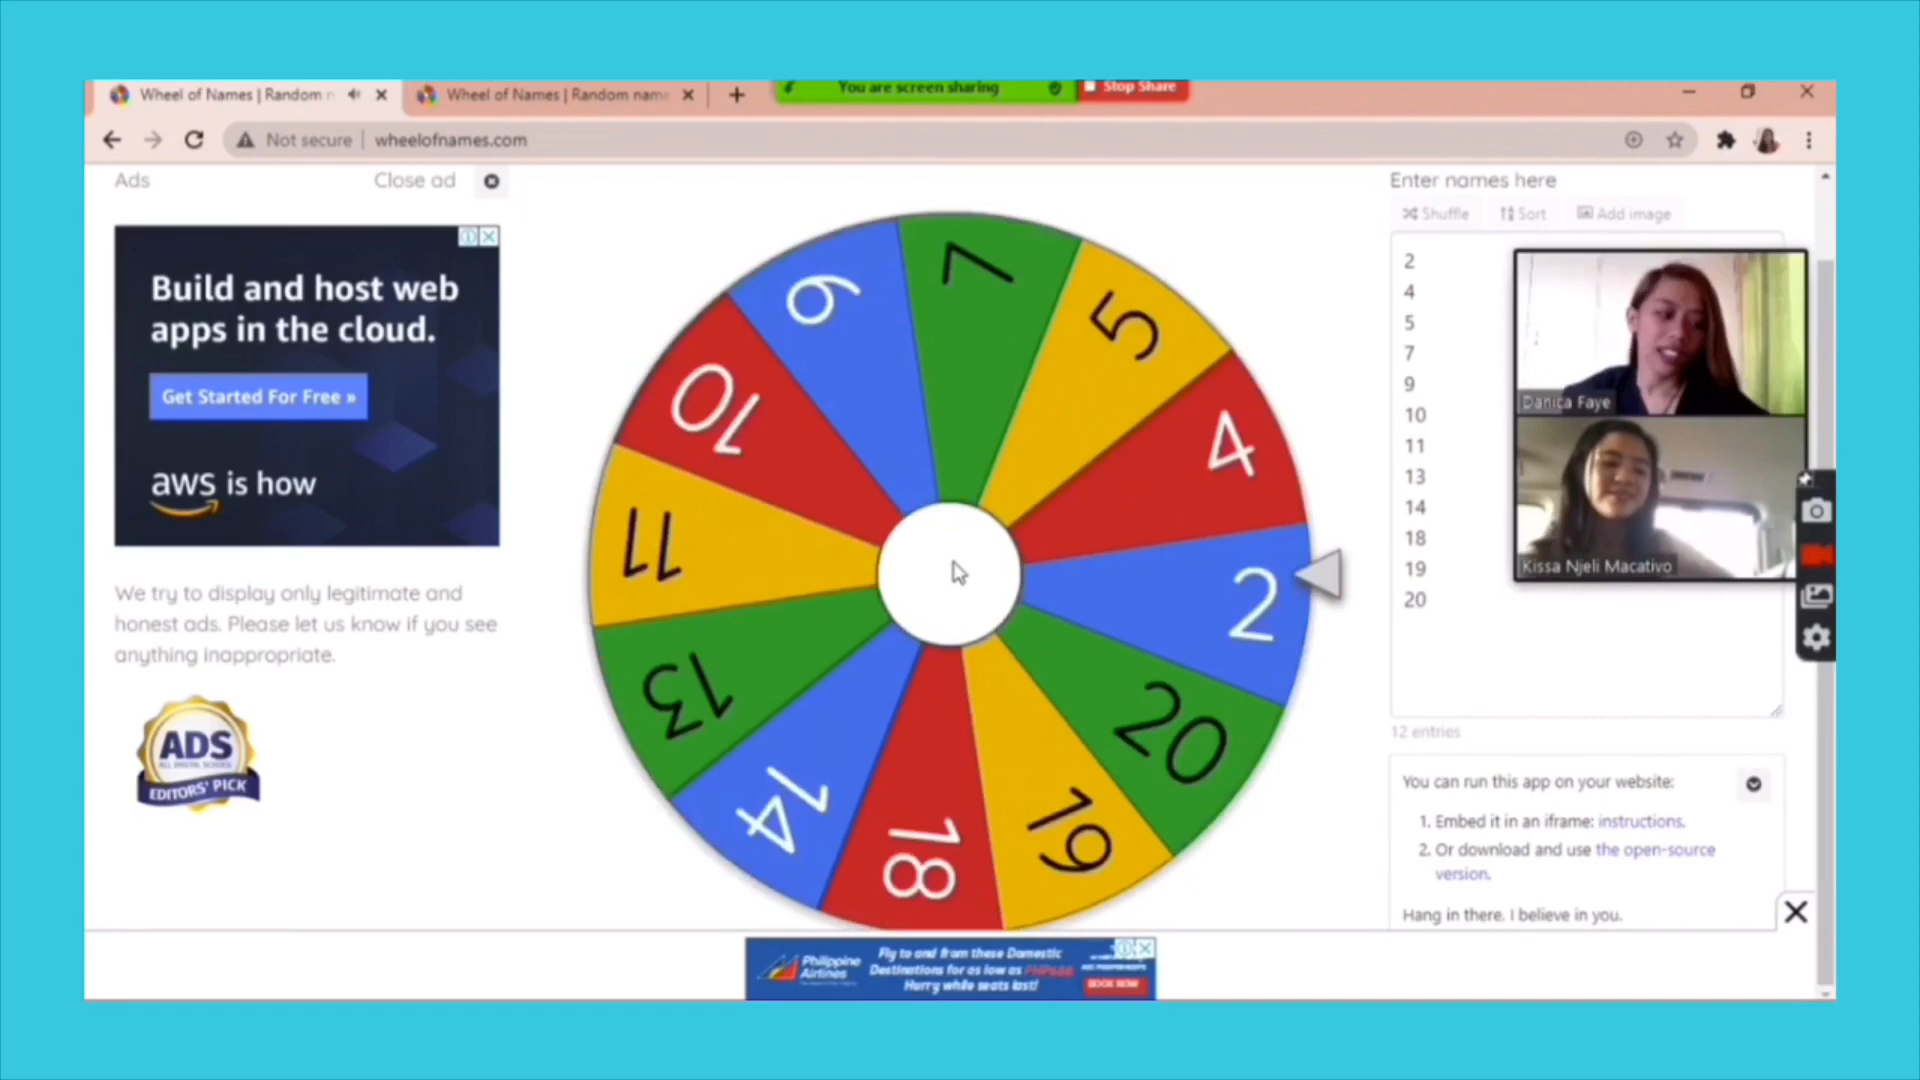 Wheel of Names | Random n
Wheel of Names | Random name
You are screen sharing
Stop Share
Not secure
wheelofnames.com
Ads
Close ad
Build and host web
apps in the cloud.
Get Started For Free »
aws is how
We try to display only legitimate and
honest ads. Please let us know if you see
anything inappropriate.
ADS
ALL DIGITAL SCHOOL
EDITORS' PICK
7
5
4
2
20
19
18
14
13
11
10
9
Enter names here
Shuffle
Sort
Add image
2
4
5
7
9
10
11
13
14
18
19
20
Danica Faye
Kissa Njeli Macativo
12 entries
You can run this app on your website:
1. Embed it in an iframe: instructions.
2. Or download and use the open-source
version.
Hang in there. I believe in you.
Philippine
Airlines
Fly to and from these Domestic
Destinations for as low as
Hurry while seats last!
BOOK NOW